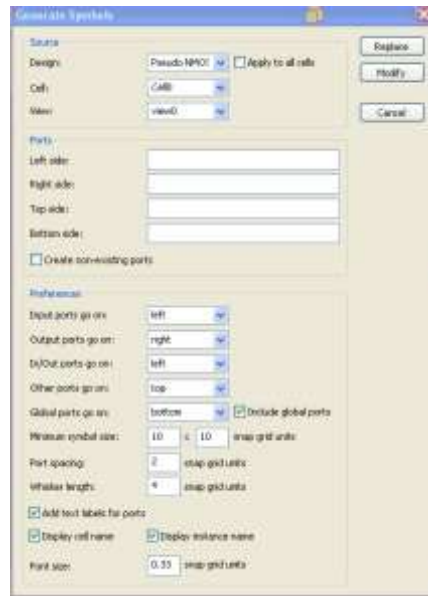 Generate Symbols
Source
Design: Pseudo NMOS Apply to all cells
Cell: Cell0
View: view0
Replace
Modify
Cancel
Ports
Left side:
Right side:
Top side:
Bottom side:
Create non-existing ports
Preferences
Input ports go on: left
Output ports go on: right
In/Out ports go on: left
Other ports go on: top
Global ports go on: bottom Include global ports
Minimum symbol size: 10 x 10 snap grid units
Port spacing: 2 snap grid units
Whisker length: 4 snap grid units
Add text labels for ports
Display cell name Display instance name
Font size: 0.33 snap grid units